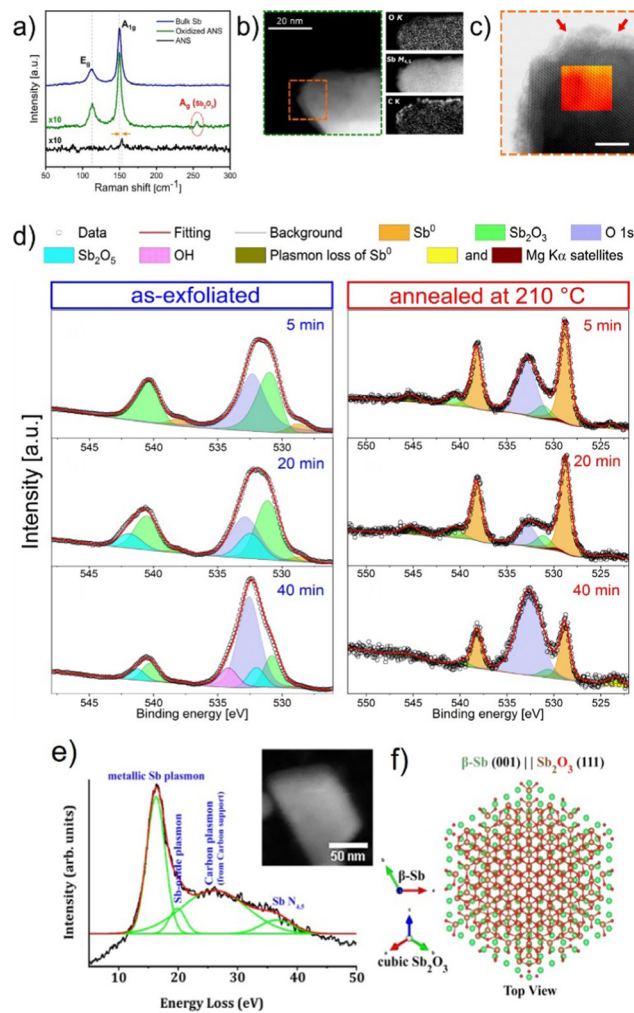 a)
Intensity [a.u.]
Bulk Sb
Oxidized ANS
ANS
A1g
Eg
Ag (Sb2O3)
x10
x10
50 100 150 200 250 300
Raman shift [cm-1]
b)
20 nm
O K
Sb M4,5
C K
c)
d)
Data Fitting Background Sb0 Sb2O3 O 1s
Sb2O5 OH Plasmon loss of Sb0 and Mg Kα satellites
as-exfoliated
annealed at 210 °C
Intensity [a.u.]
5 min
545 540 535 530
20 min
545 540 535 530
40 min
545 540 535 530
Binding energy [eV]
5 min
550 545 540 535 530 525
20 min
550 545 540 535 530 525
40 min
550 545 540 535 530 525
Binding energy [eV]
e)
Intensity (arb. units)
metallic Sb plasmon
Sb-oxide plasmon
Carbon plasmon
(from Carbon support)
Sb N4,5
50 nm
10 20 30 40 50
Energy Loss (eV)
f)
β-Sb (001) || Sb2O3 (111)
β-Sb
cubic Sb2O3
Top View